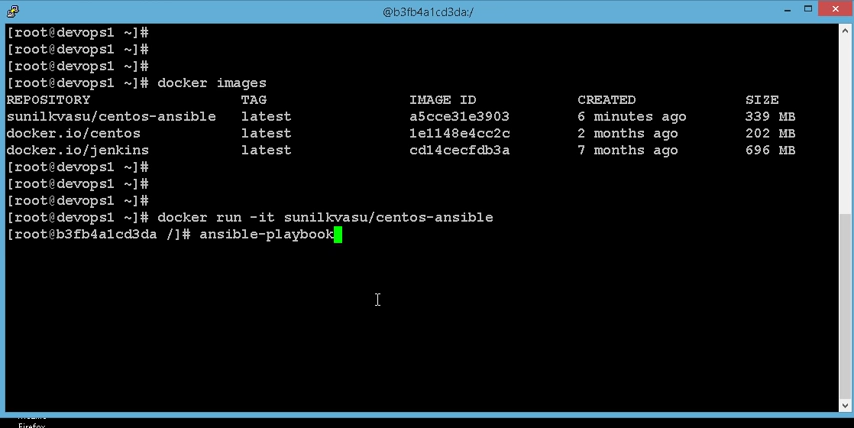 @b3fb4a1cd3da:/
[root@devops1 ~]#
[root@devops1 ~]#
[root@devops1 ~]#
[root@devops1 ~]# docker images
REPOSITORY TAG IMAGE ID CREATED SIZE
sunilkvasu/centos-ansible latest a5cce31e3903 6 minutes ago 339 MB
docker.io/centos latest 1e1148e4cc2c 2 months ago 202 MB
docker.io/jenkins latest cd14cecfdb3a 7 months ago 696 MB
[root@devops1 ~]#
[root@devops1 ~]#
[root@devops1 ~]#
[root@devops1 ~]# docker run -it sunilkvasu/centos-ansible
[root@b3fb4a1cd3da /]# ansible-playbook
Firefox